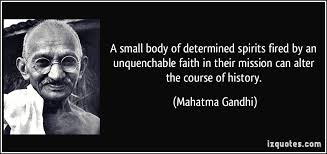 A small body of determined spirits fired by an
unquenchable faith in their mission can alter
the course of history.
(Mahatma Gandhi)
izquotes.com